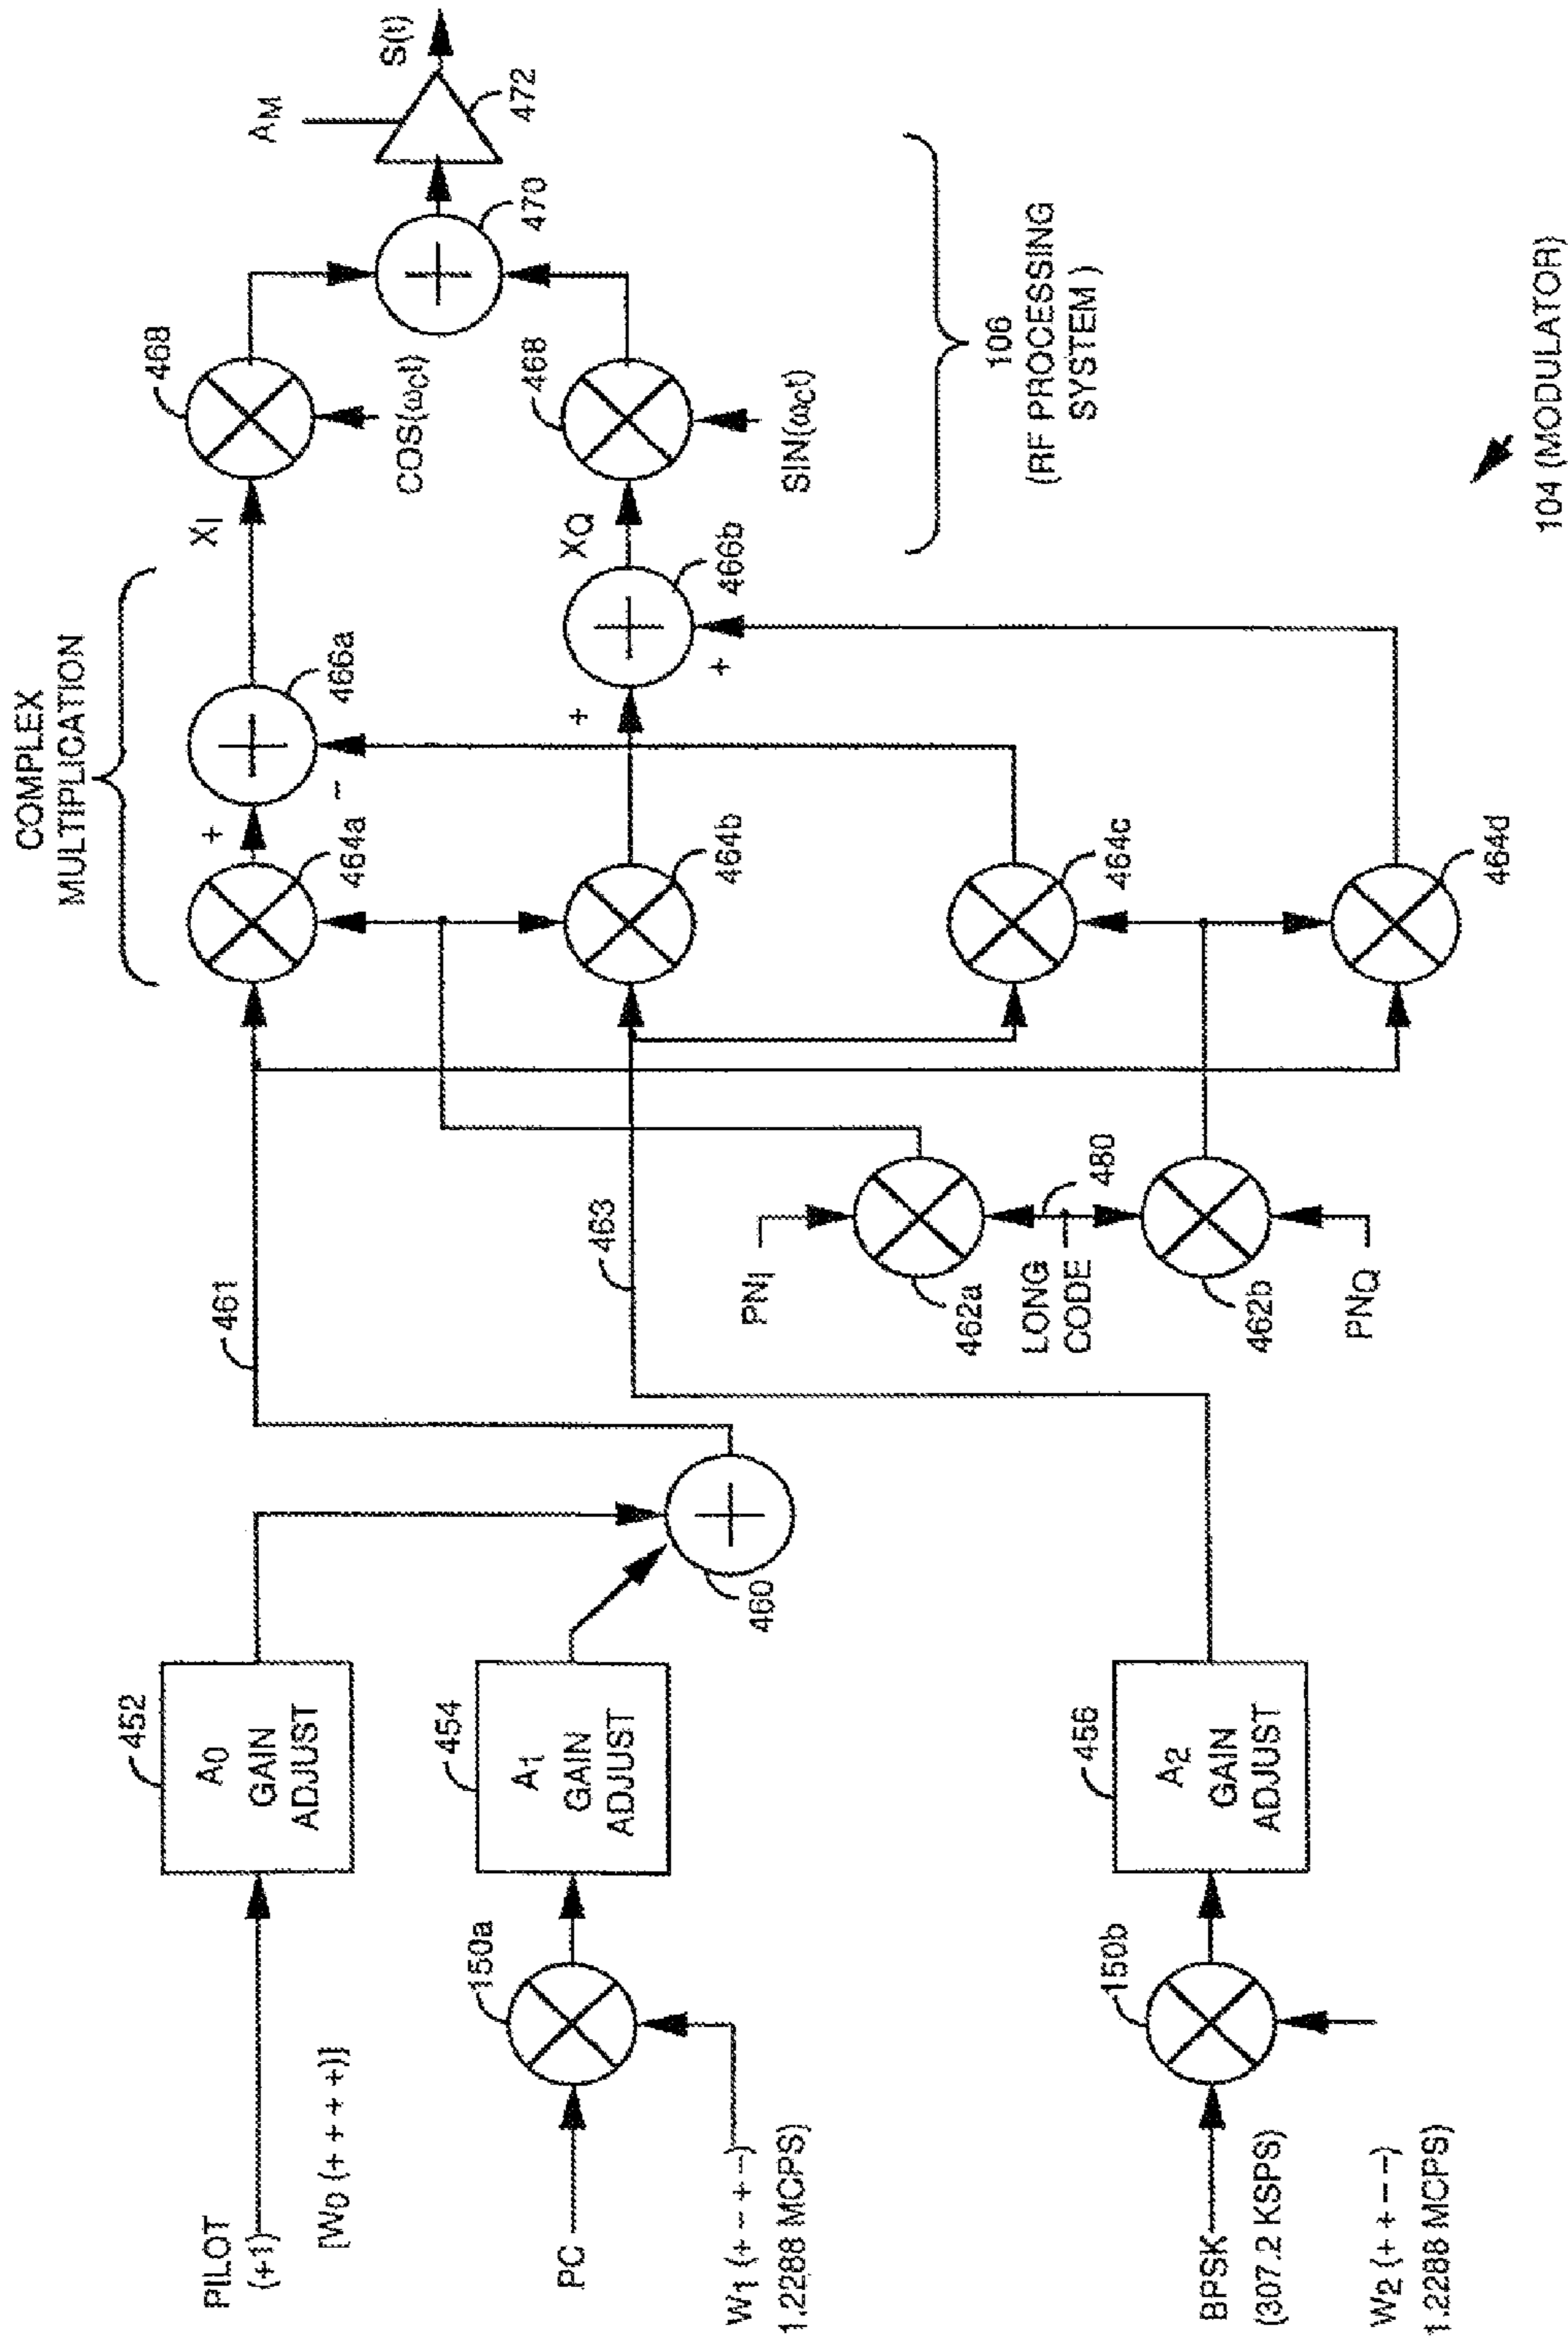 PILOT
(+1)
[W0 (+ + + +)]
452
A0
GAIN
ADJUST
PC
150a
W1 (+ − + −)
1.2288 MCPS
454
A1
GAIN
ADJUST
460
BPSK
(307.2 KSPS)
150b
W2 (+ + − −)
1.2288 MCPS
456
A2
GAIN
ADJUST
461
463
PNI
462a
LONG
CODE
480
462b
PNQ
COMPLEX
MULTIPLICATION
464a
+
−
466a
XI
464b
+
+
466b
XQ
464c
464d
468
COS(ωct)
468
SIN(ωct)
470
AM
472
S(t)
106
(RF PROCESSING
SYSTEM )
104 (MODULATOR)